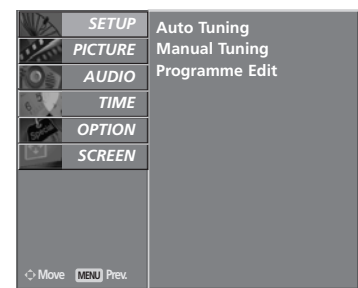 SETUP
PICTURE
AUDIO
TIME
OPTION
SCREEN
Auto Tuning
Manual Tuning
Programme Edit
Move MENU Prev.